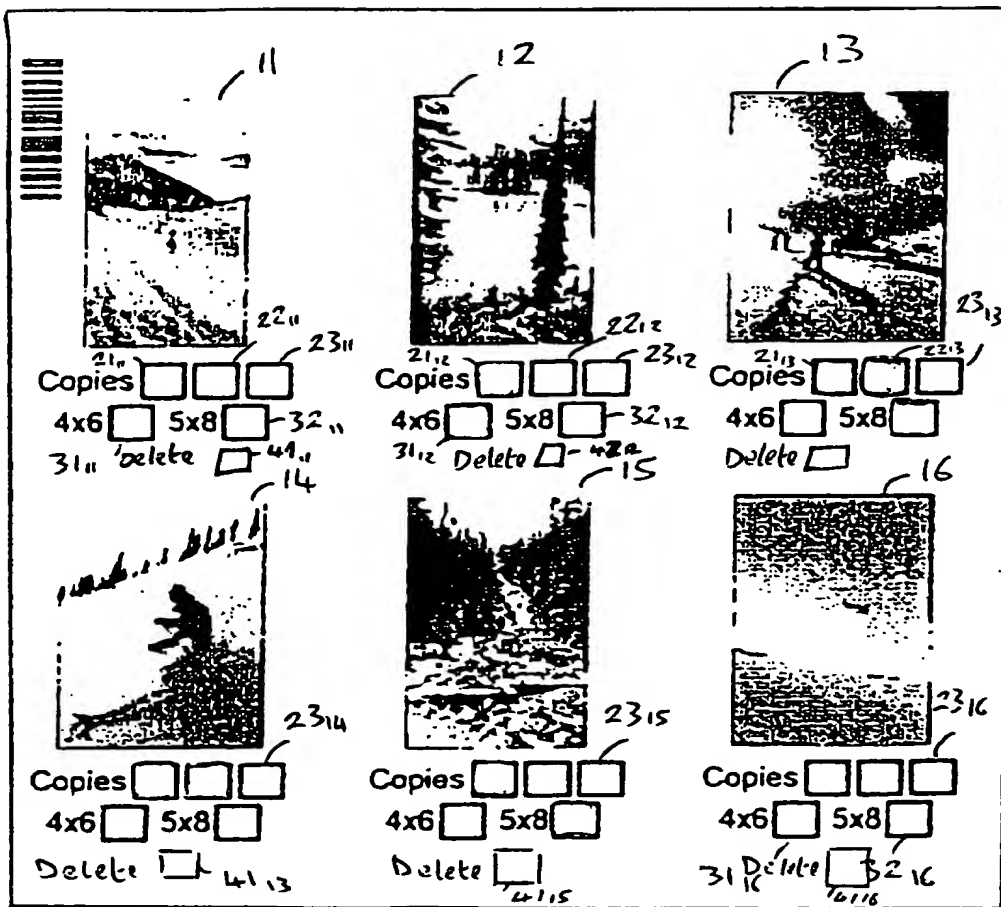 11 12 13
21₁₁ 22₁₁ 23₁₁ 21₁₂ 22₁₂ 23₁₂ 21₁₃ 22₁₃ 23₁₃
Copies Copies Copies
4x6 5x8 32₁₁ 4x6 5x8 32₁₂ 4x6 5x8
31₁₁ Delete 41₁₁ 31₁₂ Delete Delete
14 15 16
23₁₄ 23₁₅ 23₁₆
Copies Copies Copies
4x6 5x8 4x6 5x8 4x6 5x8
Delete 41₁₃ Delete 41₁₅ 31₁₆ Delete 32₁₆ 41₁₆